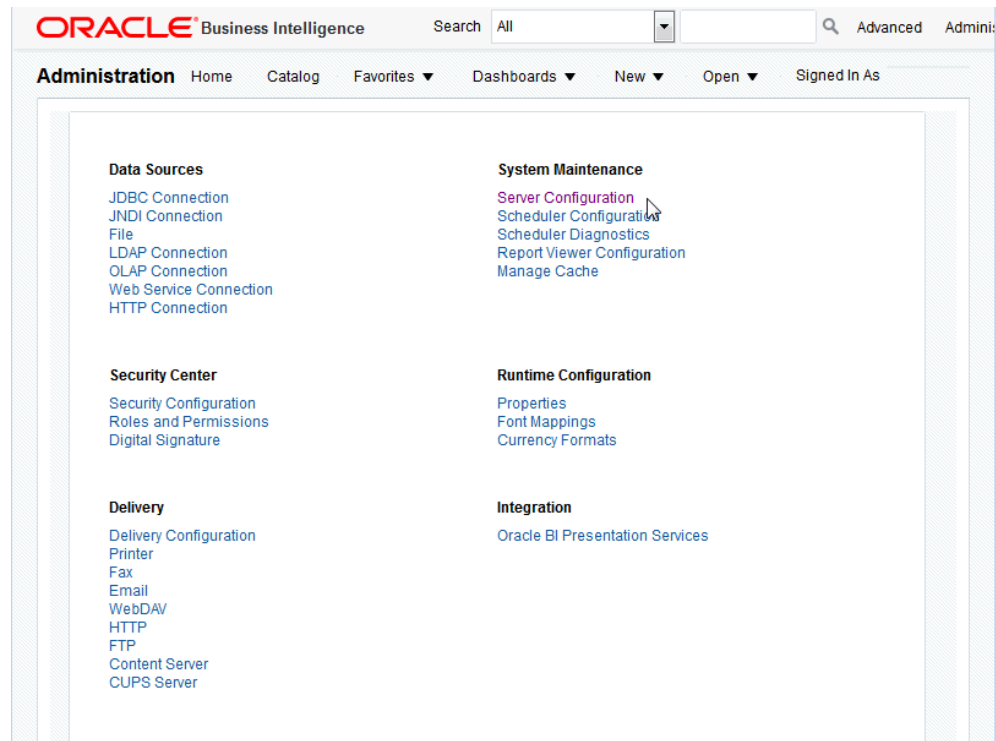 ORACLE Business Intelligence Search All Advanced
Administration Home Catalog Favorites Dashboards New Open Signed In As
Data Sources
JDBC Connection
JNDI Connection
File
LDAP Connection
OLAP Connection
Web Service Connection
HTTP Connection
System Maintenance
Server Configuration
Scheduler Configuration
Scheduler Diagnostics
Report Viewer Configuration
Manage Cache
Security Center
Security Configuration
Roles and Permissions
Digital Signature
Runtime Configuration
Properties
Font Mappings
Currency Formats
Delivery
Delivery Configuration
Printer
Fax
Email
WebDAV
HTTP
FTP
Content Server
CUPS Server
Integration
Oracle BI Presentation Services